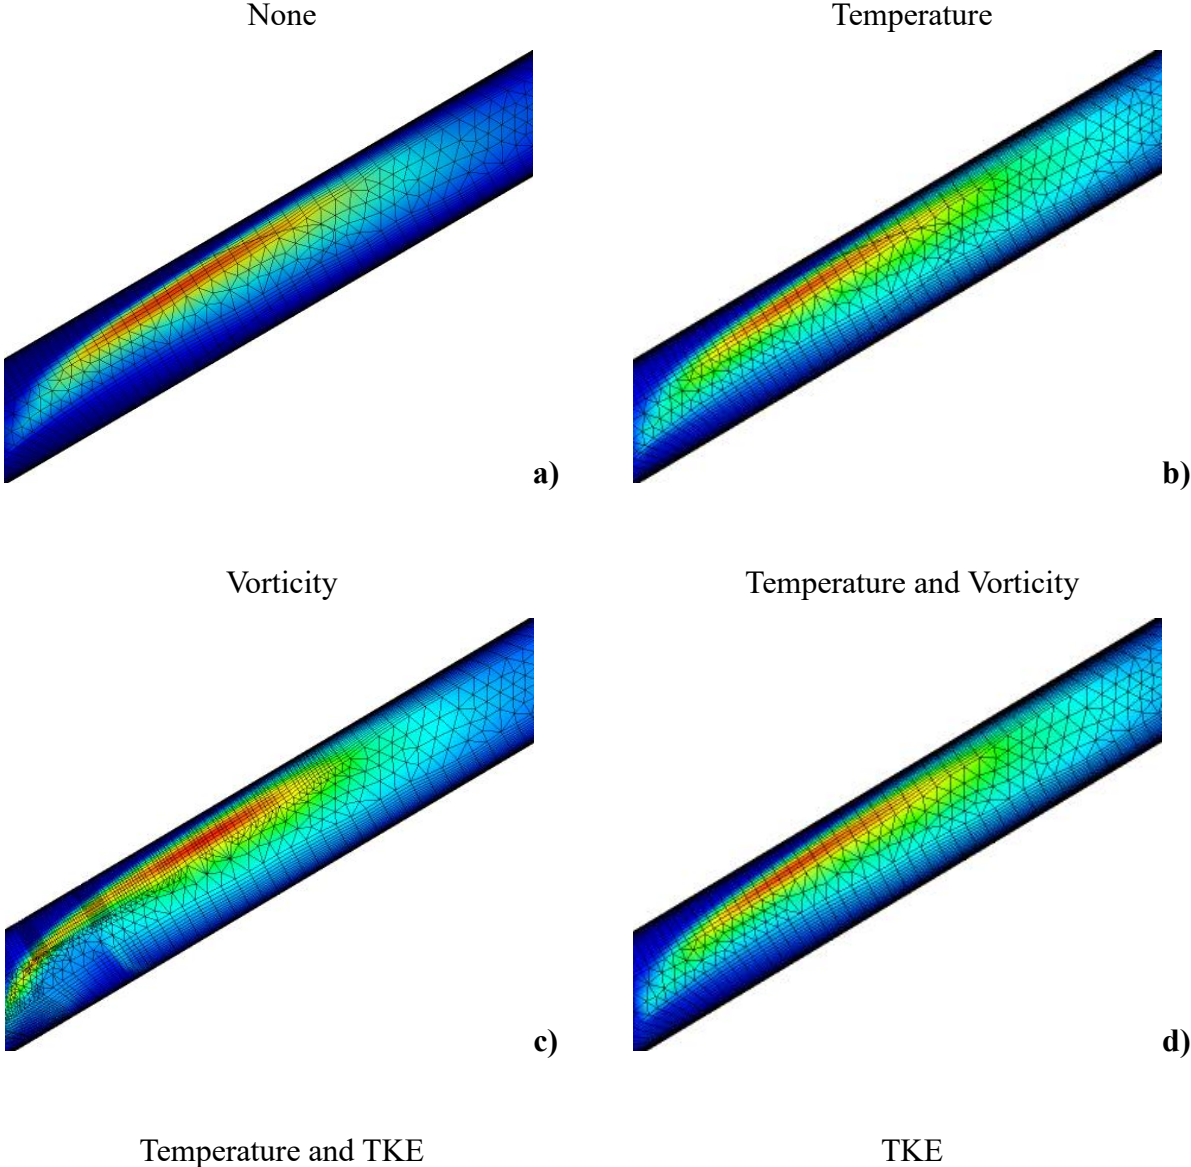 None
Temperature
a)
b)
Vorticity
Temperature and Vorticity
c)
d)
Temperature and TKE
TKE